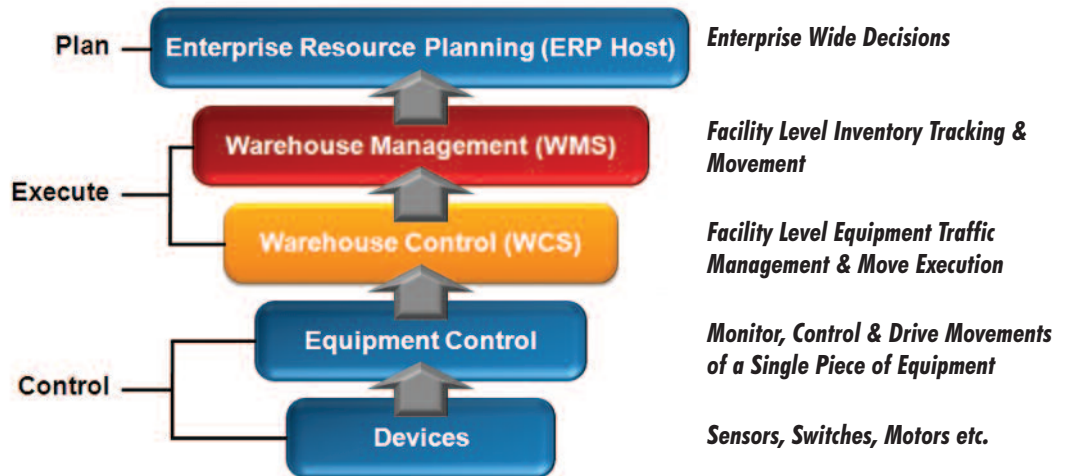 Plan
Enterprise Resource Planning (ERP Host)
Enterprise Wide Decisions
Warehouse Management (WMS)
Facility Level Inventory Tracking &
Movement
Execute
Warehouse Control (WCS)
Facility Level Equipment Traffic
Management & Move Execution
Equipment Control
Monitor, Control & Drive Movements
of a Single Piece of Equipment
Control
Devices
Sensors, Switches, Motors etc.